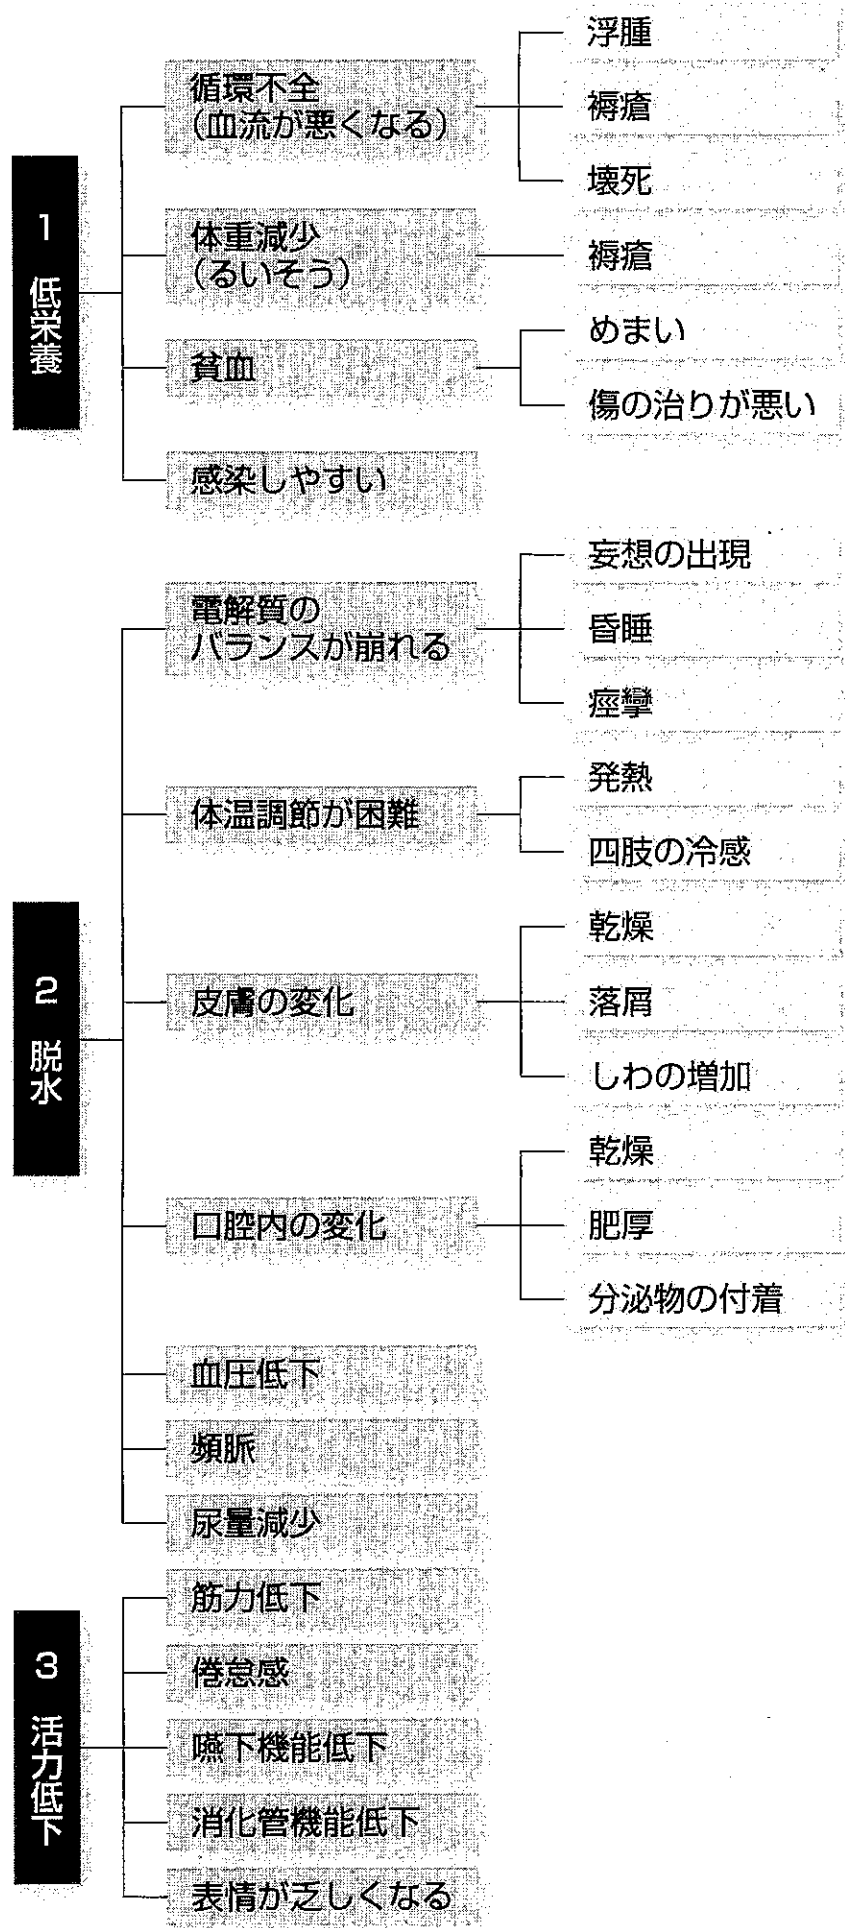 1 低栄養
循環不全
（血流が悪くなる）
浮腫
褥瘡
壊死
体重減少
（るいそう）
褥瘡
貧血
めまい
傷の治りが悪い
感染しやすい
2 脱水
電解質の
バランスが崩れる
妄想の出現
昏睡
痙攣
体温調節が困難
発熱
四肢の冷感
皮膚の変化
乾燥
落屑
しわの増加
口腔内の変化
乾燥
肥厚
分泌物の付着
血圧低下
頻脈
尿量減少
3 活力低下
筋力低下
倦怠感
嚥下機能低下
消化管機能低下
表情が乏しくなる